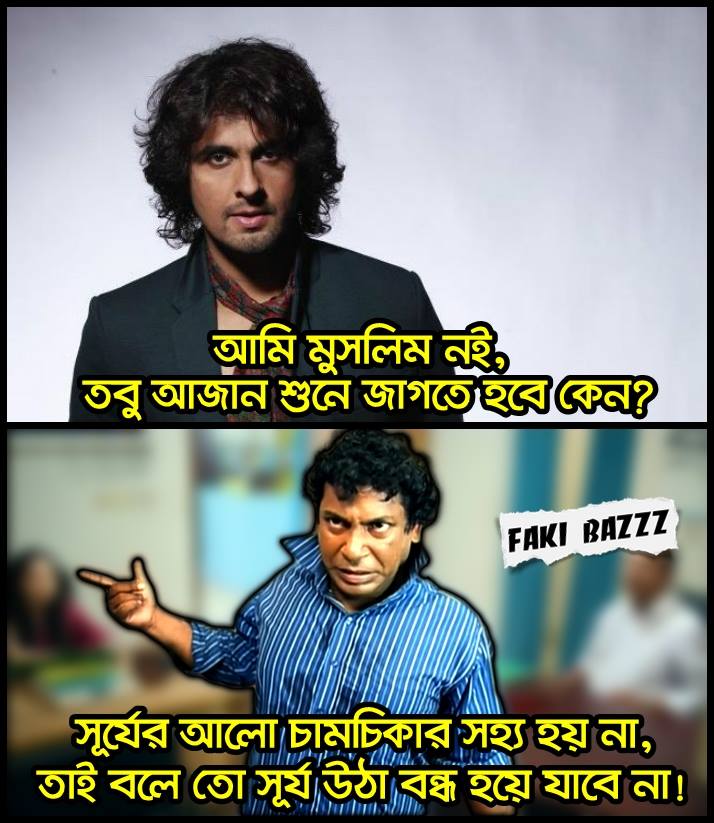 আমি মুসলিম নই,
তবু আজান শুনে জাগতে হবে কেন?
FAKI BAZZZ
সূর্যের আলো চামচিকার সহ্য হয় না,
তাই বলে তো সূর্য উঠা বন্ধ হয়ে যাবে না!